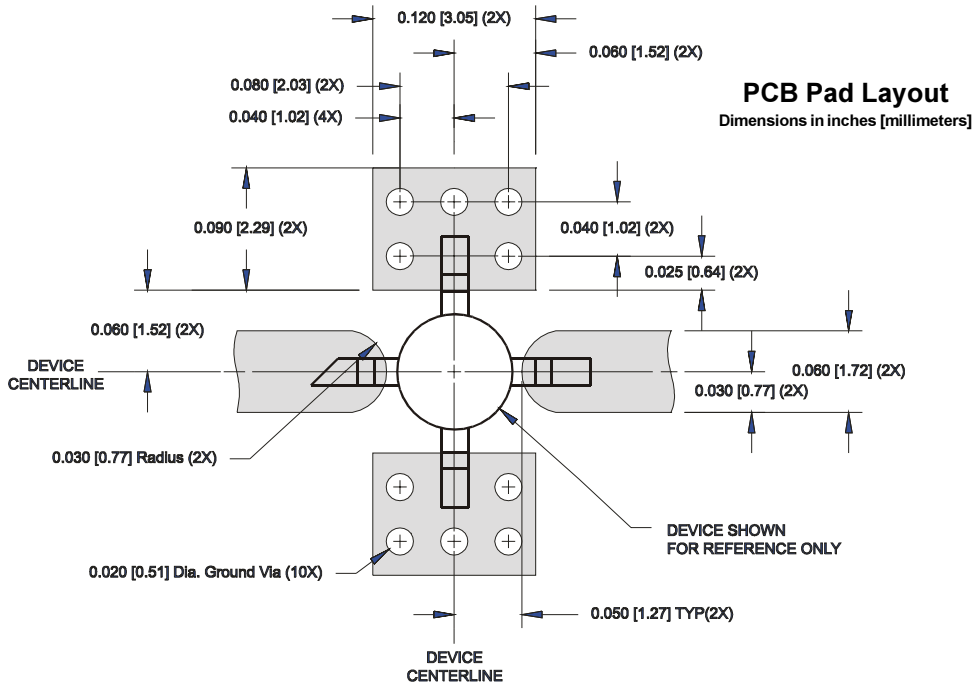 0.120 [3.05] (2X)
0.060 [1.52] (2X)
0.080 [2.03] (2X)
0.040 [1.02] (4X)
PCB Pad Layout
Dimensions in inches [millimeters]
0.090 [2.29] (2X)
0.040 [1.02] (2X)
0.025 [0.64] (2X)
0.060 [1.52] (2X)
DEVICE
CENTERLINE
0.060 [1.72] (2X)
0.030 [0.77] (2X)
0.030 [0.77] Radius (2X)
DEVICE SHOWN
FOR REFERENCE ONLY
0.020 [0.51] Dia. Ground Via (10X)
0.050 [1.27] TYP(2X)
DEVICE
CENTERLINE